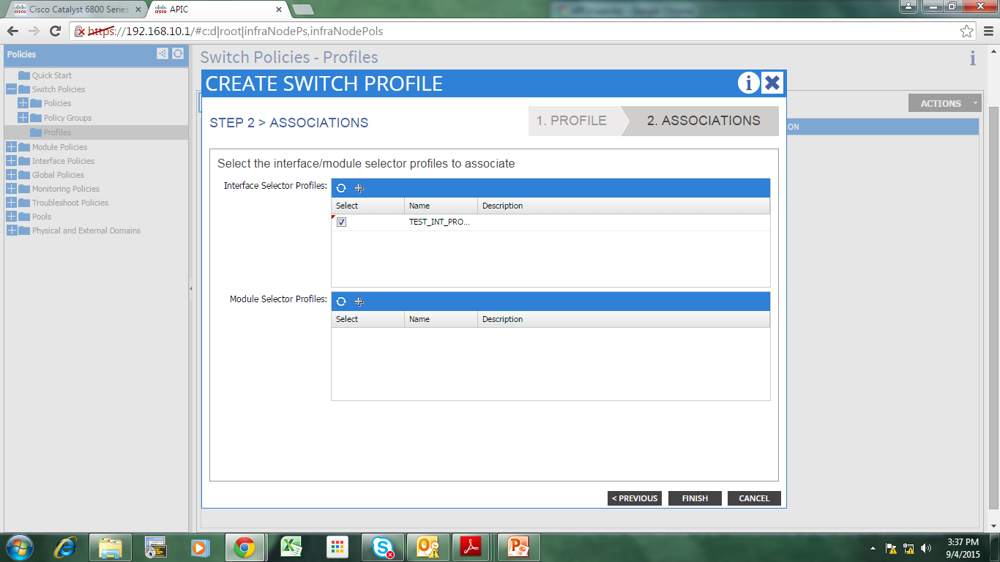 Cisco Catalyst 6800 Series
APIC
https://192.168.10.1/#c:d|root|infraNodePs,infraNodePols
Policies
Quick Start
Switch Policies
Policies
Policy Groups
Profiles
Module Policies
Interface Policies
Global Policies
Monitoring Policies
Troubleshoot Policies
Pools
Physical and External Domains
Switch Policies - Profiles
i
ACTIONS
ON
CREATE SWITCH PROFILE
i
STEP 2 > ASSOCIATIONS
1. PROFILE
2. ASSOCIATIONS
Select the interface/module selector profiles to associate
Interface Selector Profiles:
Select Name Description
TEST_INT_PRO...
Module Selector Profiles:
Select Name Description
< PREVIOUS
FINISH
CANCEL
3:37 PM
9/4/2015